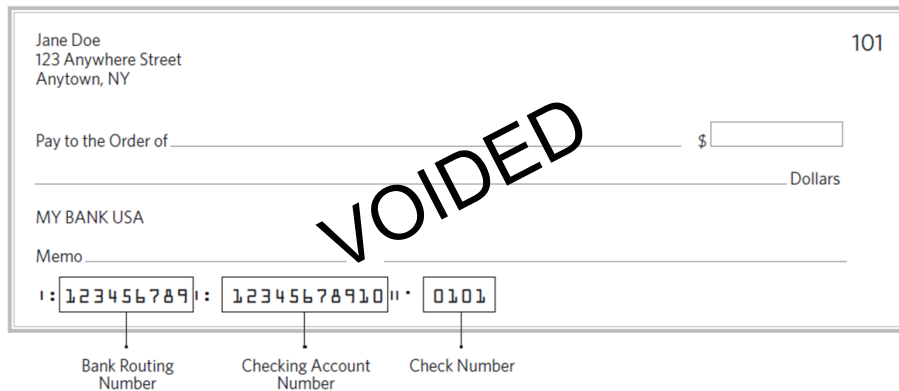 Jane Doe
123 Anywhere Street
Anytown, NY
101
Pay to the Order of
$
Dollars
VOIDED
MY BANK USA
Memo
⑆123456789⑆ 12345678910⑈ 0101
Bank Routing
Number
Checking Account
Number
Check Number